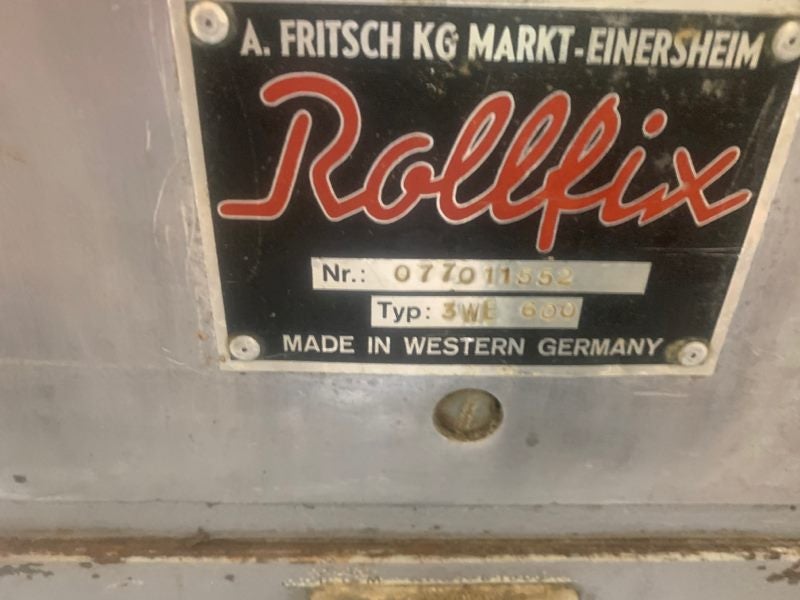 A. FRITSCH KG MARKT-EINERSHEIM
Rollfix
Nr.: 077011552
Typ: 3WE 600
MADE IN WESTERN GERMANY